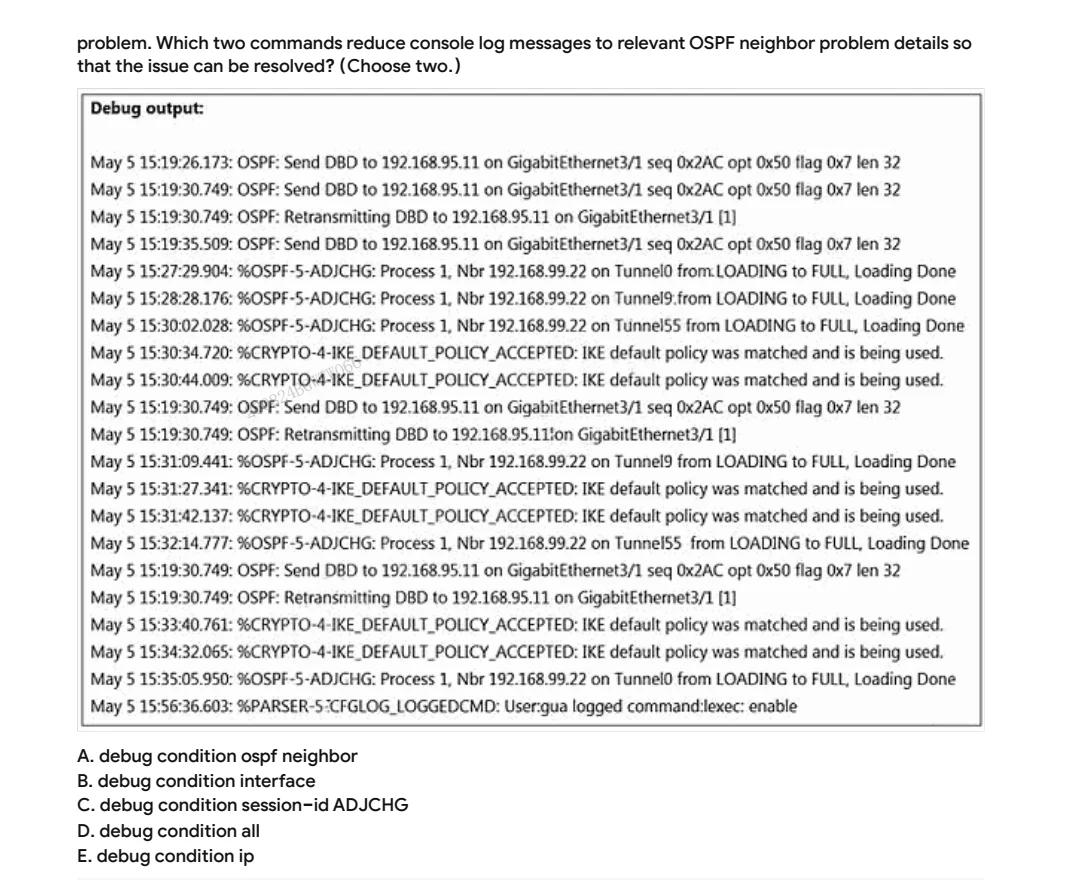 problem. Which two commands reduce console log messages to relevant OSPF neighbor problem details so
that the issue can be resolved? (Choose two.)
Debug output:
May 5 15:19:26.173: OSPF: Send DBD to 192.168.95.11 on GigabitEthernet3/1 seq 0x2AC opt 0x50 flag 0x7 len 32
May 5 15:19:30.749: OSPF: Send DBD to 192.168.95.11 on GigabitEthernet3/1 seq 0x2AC opt 0x50 flag 0x7 len 32
May 5 15:19:30.749: OSPF: Retransmitting DBD to 192.168.95.11 on GigabitEthernet3/1 [1]
May 5 15:19:35.509: OSPF: Send DBD to 192.168.95.11 on GigabitEthernet3/1 seq 0x2AC opt 0x50 flag 0x7 len 32
May 5 15:27:29.904: %OSPF-5-ADJCHG: Process 1, Nbr 192.168.99.22 on Tunnel0 from LOADING to FULL, Loading Done
May 5 15:28:28.176: %OSPF-5-ADJCHG: Process 1, Nbr 192.168.99.22 on Tunnel9 from LOADING to FULL, Loading Done
May 5 15:30:02.028: %OSPF-5-ADJCHG: Process 1, Nbr 192.168.99.22 on Tunnel55 from LOADING to FULL, Loading Done
May 5 15:30:34.720: %CRYPTO-4-IKE_DEFAULT_POLICY_ACCEPTED: IKE default policy was matched and is being used.
May 5 15:30:44.009: %CRYPTO-4-IKE_DEFAULT_POLICY_ACCEPTED: IKE default policy was matched and is being used.
May 5 15:19:30.749: OSPF: Send DBD to 192.168.95.11 on GigabitEthernet3/1 seq 0x2AC opt 0x50 flag 0x7 len 32
May 5 15:19:30.749: OSPF: Retransmitting DBD to 192.168.95.11 on GigabitEthernet3/1 [1]
May 5 15:31:09.441: %OSPF-5-ADJCHG: Process 1, Nbr 192.168.99.22 on Tunnel9 from LOADING to FULL, Loading Done
May 5 15:31:27.341: %CRYPTO-4-IKE_DEFAULT_POLICY_ACCEPTED: IKE default policy was matched and is being used.
May 5 15:31:42.137: %CRYPTO-4-IKE_DEFAULT_POLICY_ACCEPTED: IKE default policy was matched and is being used.
May 5 15:32:14.777: %OSPF-5-ADJCHG: Process 1, Nbr 192.168.99.22 on Tunnel55 from LOADING to FULL, Loading Done
May 5 15:19:30.749: OSPF: Send DBD to 192.168.95.11 on GigabitEthernet3/1 seq 0x2AC opt 0x50 flag 0x7 len 32
May 5 15:19:30.749: OSPF: Retransmitting DBD to 192.168.95.11 on GigabitEthernet3/1 [1]
May 5 15:33:40.761: %CRYPTO-4-IKE_DEFAULT_POLICY_ACCEPTED: IKE default policy was matched and is being used.
May 5 15:34:32.065: %CRYPTO-4-IKE_DEFAULT_POLICY_ACCEPTED: IKE default policy was matched and is being used.
May 5 15:35:05.950: %OSPF-5-ADJCHG: Process 1, Nbr 192.168.99.22 on Tunnel0 from LOADING to FULL, Loading Done
May 5 15:56:36.603: %PARSER-5-CFGLOG_LOGGEDCMD: User:gua logged command:lexec: enable
A. debug condition ospf neighbor
B. debug condition interface
C. debug condition session-id ADJCHG
D. debug condition all
E. debug condition ip